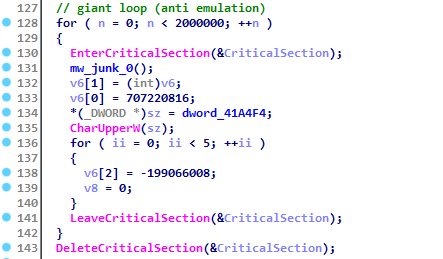 127 // giant loop (anti emulation)
128 for ( n = 0; n < 2000000; ++n )
129 {
130 EnterCriticalSection(&CriticalSection);
131 mw_junk_0();
132 v6[1] = (int)v6;
133 v6[0] = 707220816;
134 *(_DWORD *)sz = dword_41A4F4;
135 CharUpperW(sz);
136 for ( ii = 0; ii < 5; ++ii )
137 {
138 v6[2] = -199066008;
139 v8 = 0;
140 }
141 LeaveCriticalSection(&CriticalSection);
142 }
143 DeleteCriticalSection(&CriticalSection);